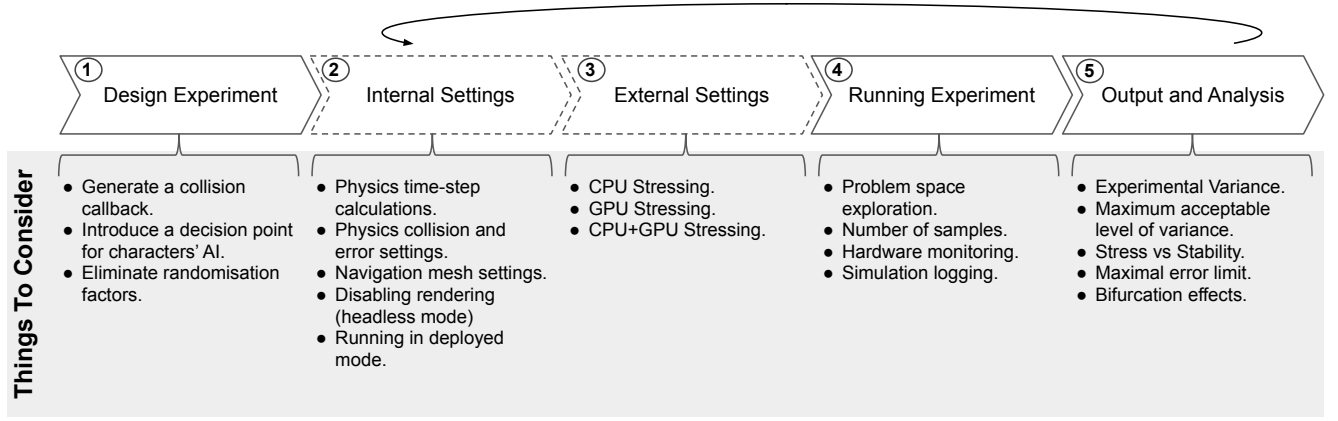 1
Design Experiment
2
Internal Settings
3
External Settings
4
Running Experiment
5
Output and Analysis
Things To Consider
● Generate a collision
callback.
● Introduce a decision point
for characters' AI.
● Eliminate randomisation
factors.
● Physics time-step
calculations.
● Physics collision and
error settings.
● Navigation mesh settings.
● Disabling rendering
(headless mode)
● Running in deployed
mode.
● CPU Stressing.
● GPU Stressing.
● CPU+GPU Stressing.
● Problem space
exploration.
● Number of samples.
● Hardware monitoring.
● Simulation logging.
● Experimental Variance.
● Maximum acceptable
level of variance.
● Stress vs Stability.
● Maximal error limit.
● Bifurcation effects.